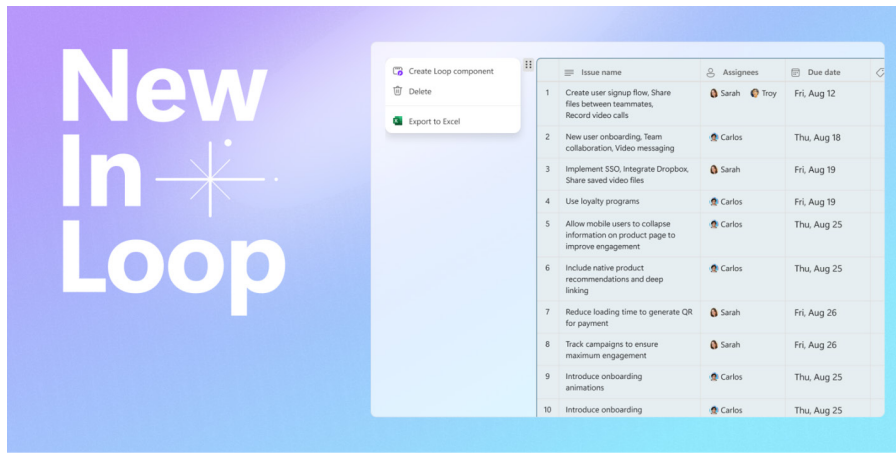 New
In
Loop
Create Loop component
Delete
Export to Excel
Issue name Assignees Due date
1 Create user signup flow, Share Sarah Troy Fri, Aug 12
files between teammates,
Record video calls
2 New user onboarding, Team Carlos Thu, Aug 18
collaboration, Video messaging
3 Implement SSO, Integrate Dropbox, Sarah Fri, Aug 19
Share saved video files
4 Use loyalty programs Carlos Fri, Aug 19
5 Allow mobile users to collapse Carlos Thu, Aug 25
information on product page to
improve engagement
6 Include native product Carlos Thu, Aug 25
recommendations and deep
linking
7 Reduce loading time to generate QR Sarah Fri, Aug 26
for payment
8 Track campaigns to ensure Sarah Fri, Aug 26
maximum engagement
9 Introduce onboarding Carlos Thu, Aug 25
animations
10 Introduce onboarding Carlos Thu, Aug 25